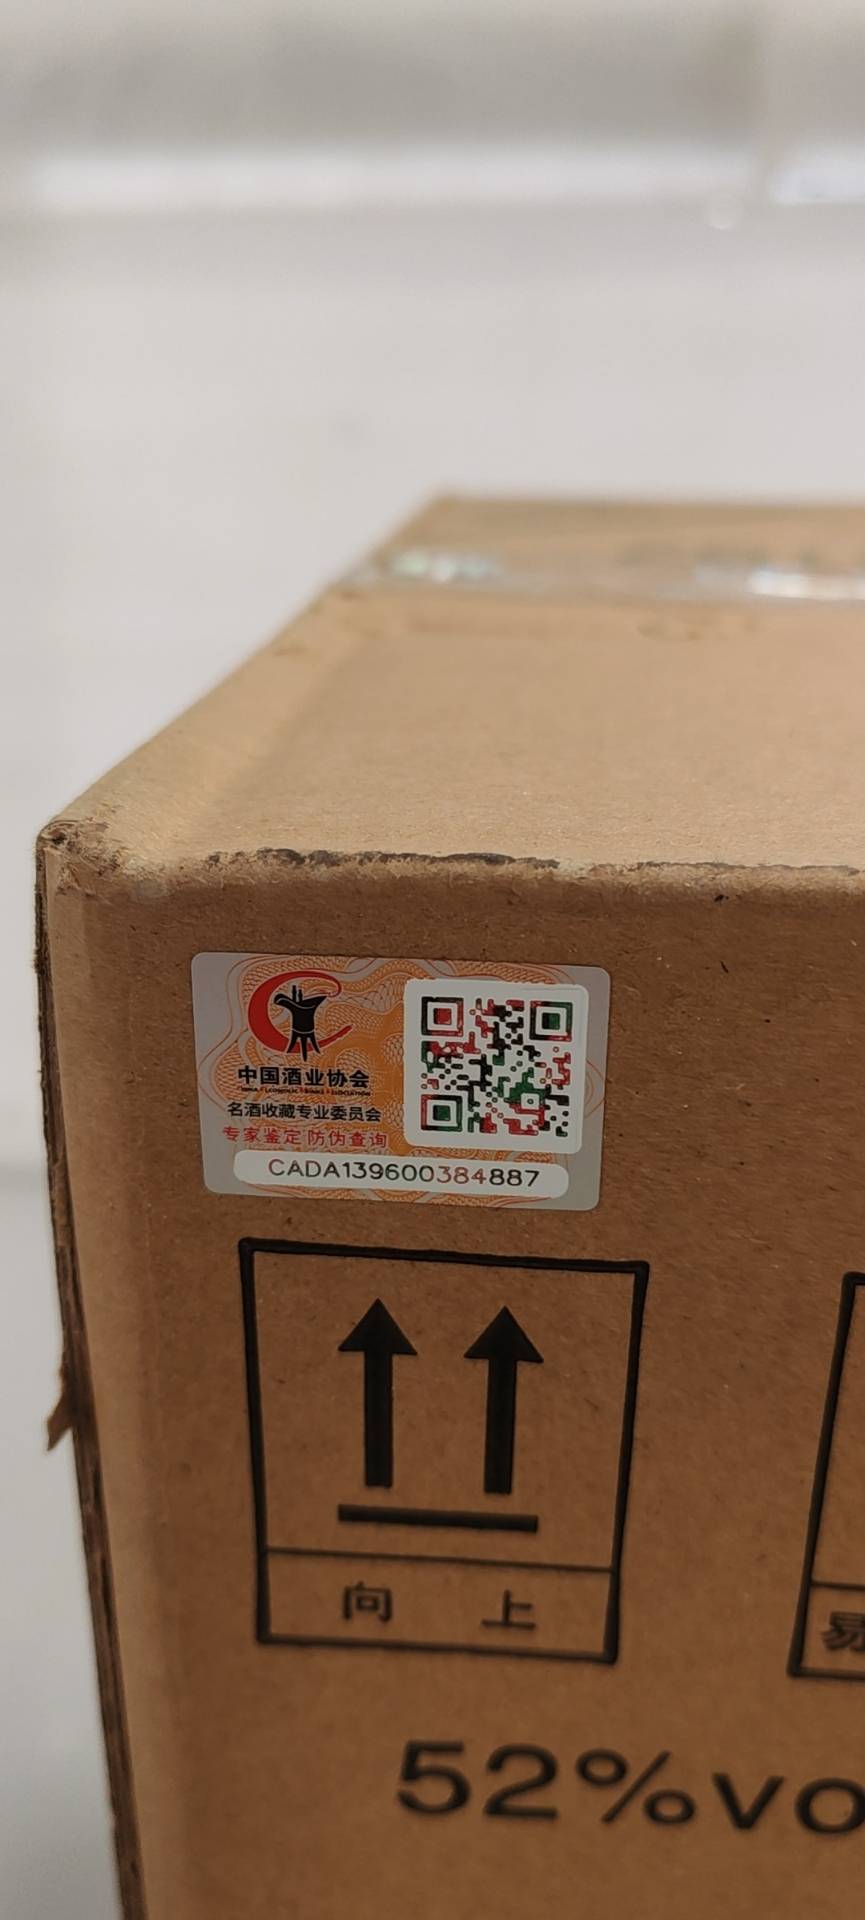 中国酒业协会
名酒收藏专业委员会
专家鉴定 防伪查询
CADA139600384887
向上
易
52%vo